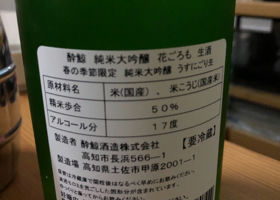 酔鯨 純米大吟醸 花ごろも 生酒
春の季節限定 純米大吟醸 うすにごり生
原材料名 米(国産)、米こうじ(国産米)
精米歩合 50%
アルコール分 17度
製造者 酔鯨酒造株式会社
高知市長浜566ー1
製造場 高知県土佐市甲原2001ー1
【要冷蔵】